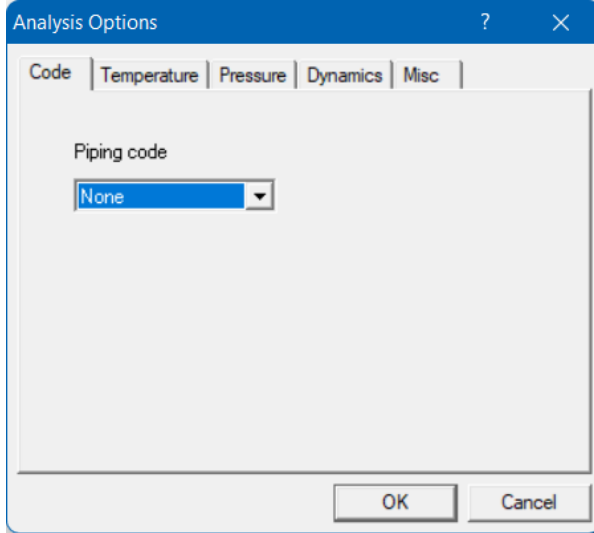 Analysis Options ?
Code Temperature Pressure Dynamics Misc
Piping code
None
OK Cancel